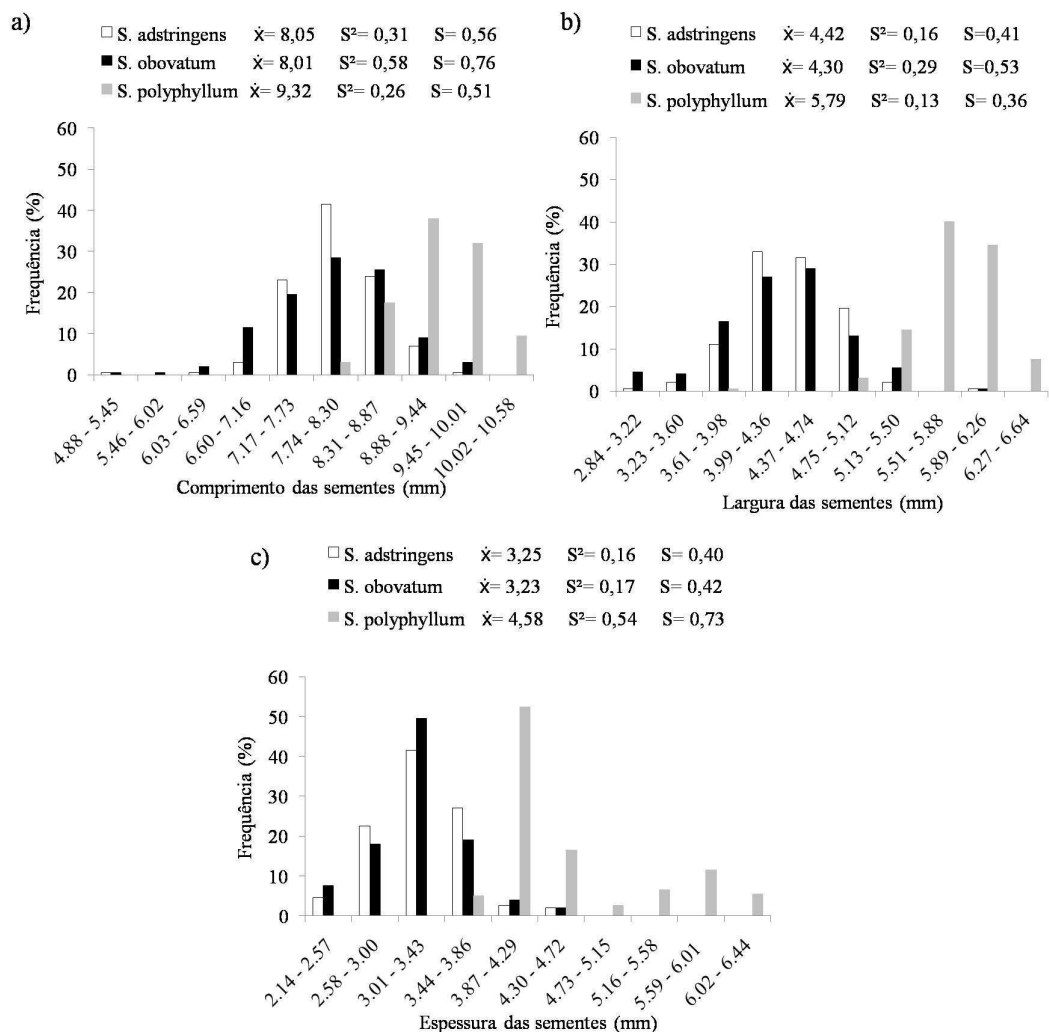 a)
S. adstringens ẋ= 8,05 S²= 0,31 S= 0,56
S. obovatum ẋ= 8,01 S²= 0,58 S= 0,76
S. polyphyllum ẋ= 9,32 S²= 0,26 S= 0,51
60
50
40
30
20
10
0
Frequência (%)
4.88 - 5.45
5.46 - 6.02
6.03 - 6.59
6.60 - 7.16
7.17 - 7.73
7.74 - 8.30
8.31 - 8.87
8.88 - 9.44
9.45 - 10.01
10.02 - 10.58
Comprimento das sementes (mm)
b)
S. adstringens ẋ= 4,42 S²= 0,16 S=0,41
S. obovatum ẋ= 4,30 S²= 0,29 S=0,53
S. polyphyllum ẋ= 5,79 S²= 0,13 S= 0,36
60
50
40
30
20
10
0
Frequência (%)
2.84 - 3.22
3.23 - 3.60
3.61 - 3.98
3.99 - 4.36
4.37 - 4.74
4.75 - 5,12
5.13 - 5.50
5.51 - 5.88
5.89 - 6.26
6.27 - 6.64
Largura das sementes (mm)
c)
S. adstringens ẋ= 3,25 S²= 0,16 S= 0,40
S. obovatum ẋ= 3,23 S²= 0,17 S= 0,42
S. polyphyllum ẋ= 4,58 S²= 0,54 S= 0,73
60
50
40
30
20
10
0
Frequência (%)
2.14 - 2.57
2.58 - 3.00
3.01 - 3.43
3.44 - 3.86
3.87 - 4.29
4.30 - 4.72
4.73 - 5.15
5.16 - 5.58
5.59 - 6.01
6.02 - 6.44
Espessura das sementes (mm)